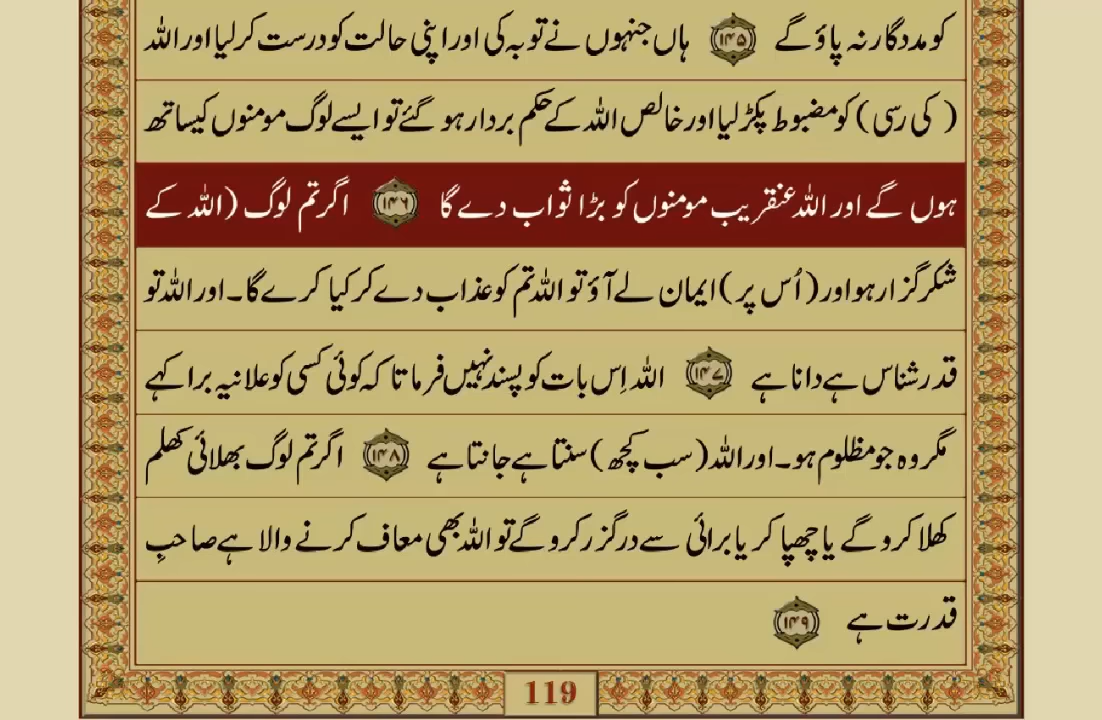 کو مددگار نہ پاؤ گے ﴿۱۴۵﴾ ہاں جنہوں نے توبہ کی اور اپنی حالت کو درست کرلیا اور اللہ
(کی رسی) کو مضبوط پکڑ لیا اور خالص اللہ کے حکم بردار ہو گئے تو ایسے لوگ مومنوں کیساتھ
ہوں گے اور اللہ عنقریب مومنوں کو بڑا ثواب دے گا ﴿۱۴۶﴾ اگر تم لوگ (اللہ کے
شکرگزار ہو اور (اُس پر) ایمان لے آؤ تو اللہ تم کو عذاب دے کر کیا کرے گا۔ اور اللہ تو
قدر شناس ہے دانا ہے ﴿۱۴۷﴾ اللہ اِس بات کو پسند نہیں فرماتا کہ کوئی کسی کو علانیہ برا کہے
مگر وہ جو مظلوم ہو۔ اور اللہ (سب کچھ) سنتا ہے جانتا ہے ﴿۱۴۸﴾ اگر تم لوگ بھلائی کھلم
کھلا کرو گے یا چھپا کر یا برائی سے درگزر کرو گے تو اللہ بھی معاف کرنے والا ہے صاحبِ
قدرت ہے ﴿۱۴۹﴾
119